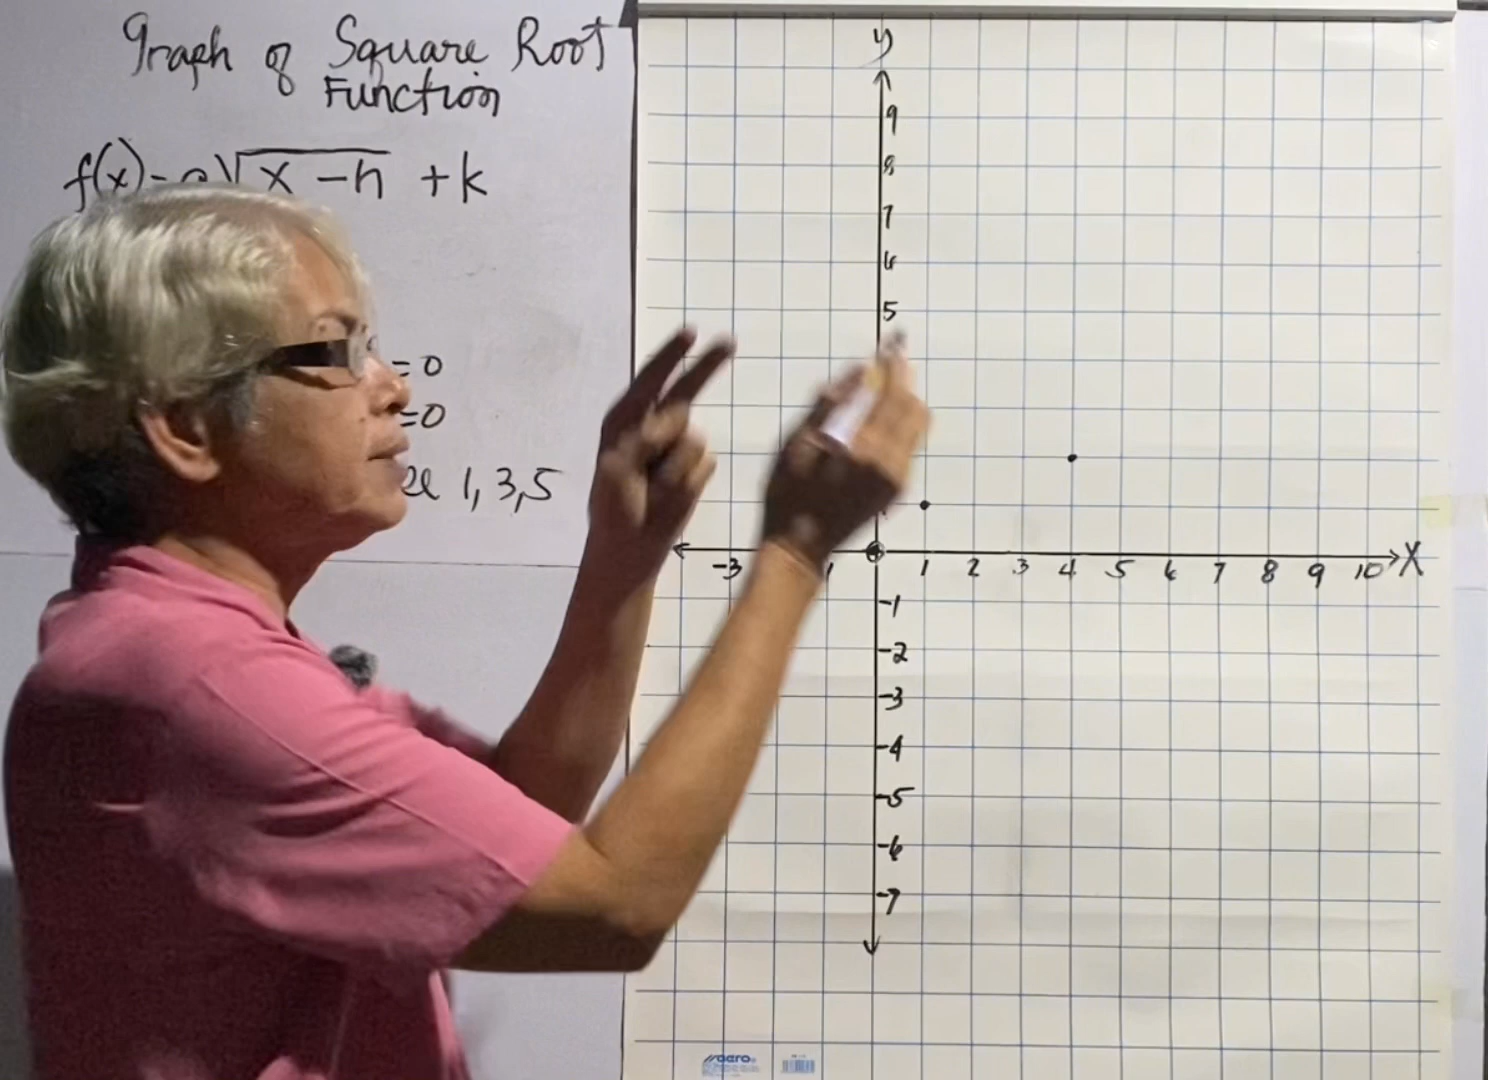 Graph of Square Root
Function
f(x)= a√x-h +k
=0
=0
1,3,5
y
9
8
7
6
5
-3 1 2 3 4 5 6 7 8 9 10 X
-1
-2
-3
-4
-5
-6
-7
aero